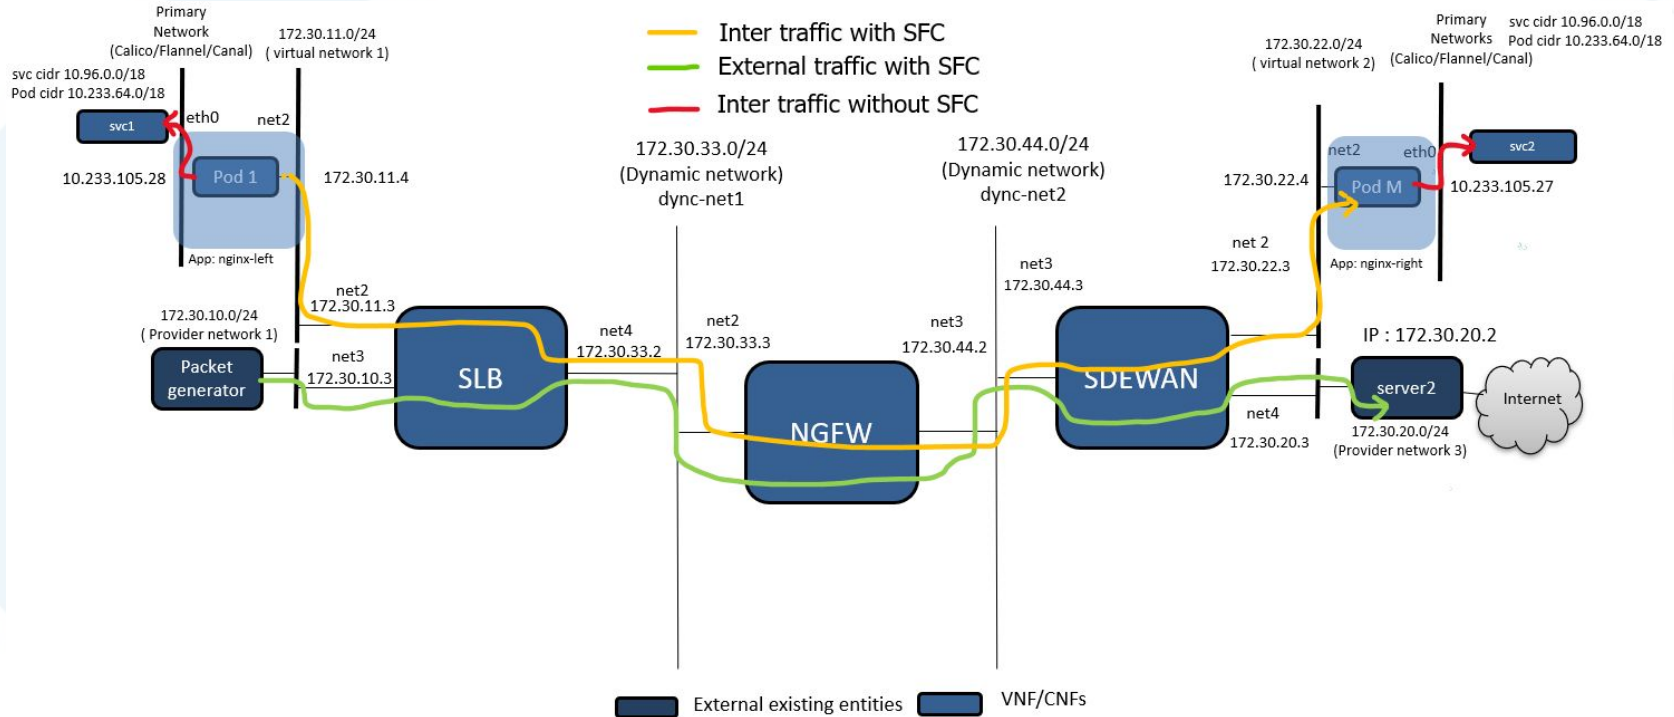 Primary
Network
(Calico/Flannel/Canal)
172.30.11.0/24
( virtual network 1)
svc cidr 10.96.0.0/18
Pod cidr 10.233.64.0/18
svc1
eth0
net2
Pod 1
10.233.105.28
172.30.11.4
App: nginx-left
Inter traffic with SFC
External traffic with SFC
Inter traffic without SFC
172.30.33.0/24
(Dynamic network)
dync-net1
172.30.44.0/24
(Dynamic network)
dync-net2
172.30.22.0/24
( virtual network 2)
Primary
Networks
(Calico/Flannel/Canal)
svc cidr 10.96.0.0/18
Pod cidr 10.233.64.0/18
net2
eth0
svc2
172.30.22.4
Pod M
10.233.105.27
App: nginx-right
net2
172.30.11.3
172.30.10.0/24
( Provider network 1)
Packet
generator
net3
172.30.10.3
SLB
net4
172.30.33.2
net2
172.30.33.3
NGFW
net3
172.30.44.2
net3
172.30.44.3
SDEWAN
net 2
172.30.22.3
net4
172.30.20.3
IP : 172.30.20.2
server2
Internet
172.30.20.0/24
(Provider network 3)
External existing entities
VNF/CNFs